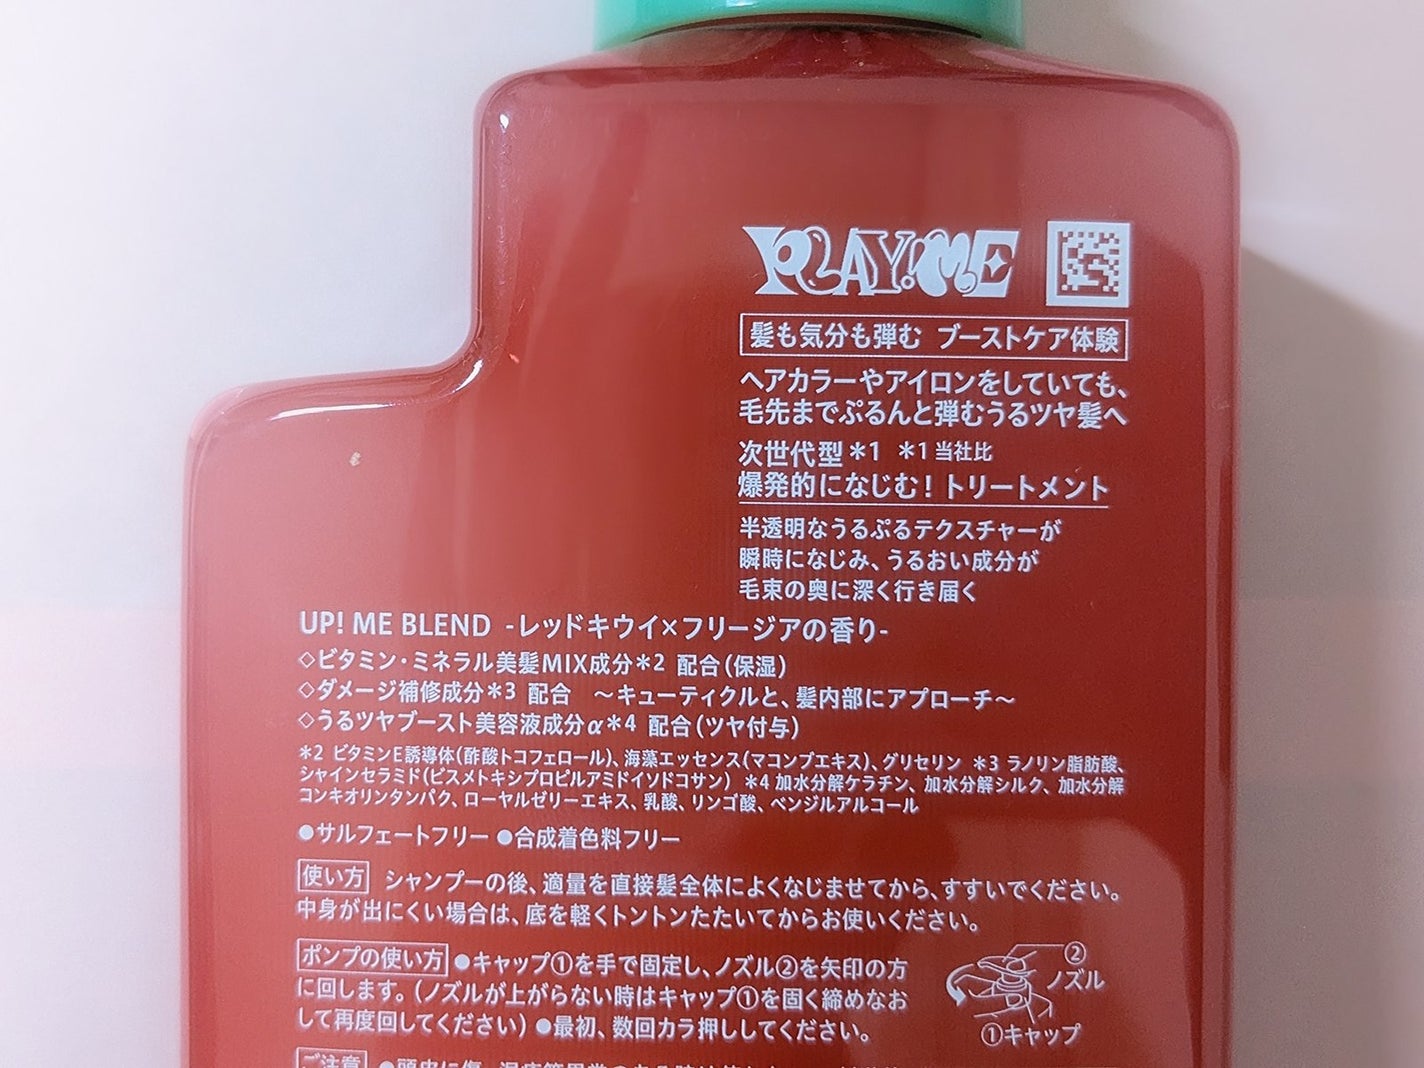 PLAY! ME
髪も気分も弾む ブーストケア体験
ヘアカラーやアイロンをしていても、
毛先までぷるんと弾むうるツヤ髪へ
次世代型*1 *1 当社比
爆発的になじむ! トリートメント
半透明なうるぷるテクスチャーが
瞬時になじみ、うるおい成分が
毛束の奥に深く行き届く
UP! ME BLEND -レッドキウイ×フリージアの香り-
◇ビタミン・ミネラル美髪MIX成分*2 配合(保湿)
◇ダメージ補修成分*3 配合 ～キューティクルと、髪内部にアプローチ～
◇うるツヤブースト美容液成分α*4 配合(ツヤ付与)
*2 ビタミンE誘導体(酢酸トコフェロール)、海藻エッセンス(マコンブエキス)、グリセリン *3 ラノリン脂肪酸、
シャインセラミド(ビスメトキシプロピルアミドイソドコサン) *4 加水分解ケラチン、加水分解シルク、加水分解
コンキオリンタンパク、ローヤルゼリーエキス、乳酸、リンゴ酸、ベンジルアルコール
●サルフェートフリー ●合成着色料フリー
使い方 シャンプーの後、適量を直接髪全体によくなじませてから、すすいでください。
中身が出にくい場合は、底を軽くトントンたたいてからお使いください。
ポンプの使い方 ●キャップ①を手で固定し、ノズル②を矢印の方
に回します。(ノズルが上がらない時はキャップ①を固く締めなお
して再度回してください) ●最初、数回カラ押ししてください。
②
ノズル
①キャップ
ご注意